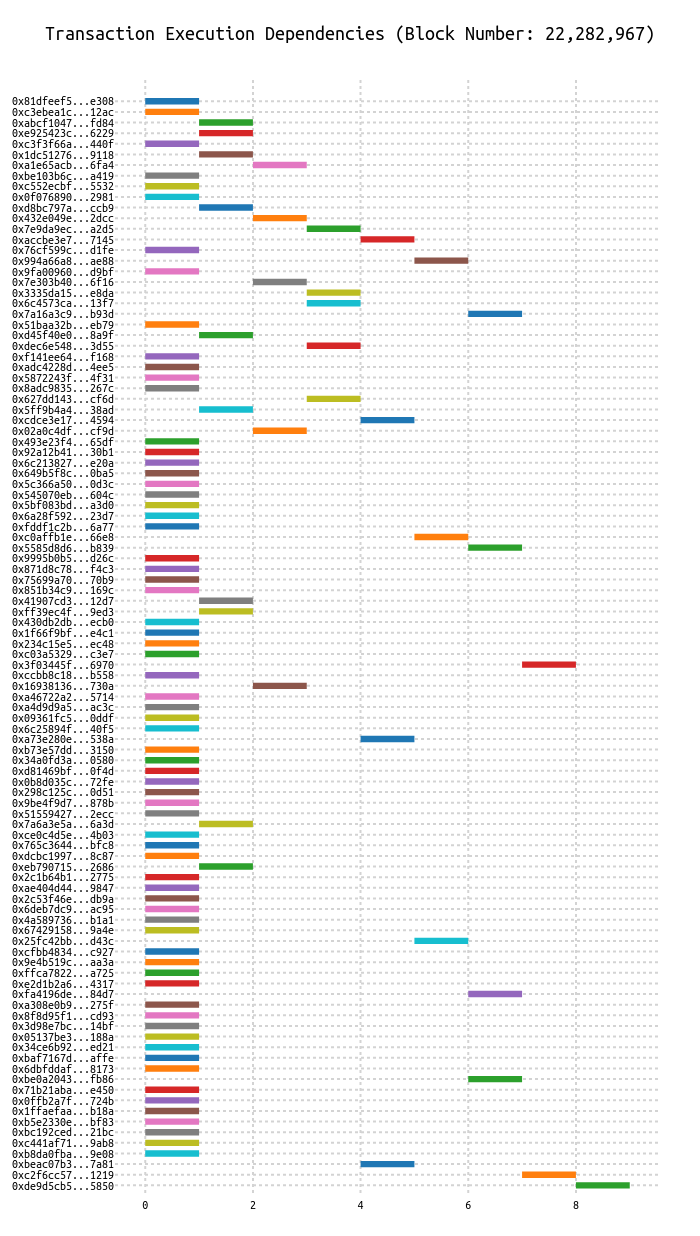 Transaction Execution Dependencies (Block Number: 22,282,967)
0x81dfeef5...e308
0xc3ebea1c...12ac
0xabcf1047...fd84
0xe925423c...6229
0xc3f3f66a...440f
0x1dc51276...9118
0xa1e65acb...6fa4
0xbe103b6c...a419
0xc552ecbf...5532
0x0f076890...2981
0xd8bc797a...ccb9
0x432e049e...2dcc
0x7e9da9ec...a2d5
0xaccbe3e7...7145
0x76cf599c...d1fe
0x994a66a8...ae88
0x9fa00960...d9bf
0x7e303b40...6f16
0x3335da15...e8da
0x6c4573ca...13f7
0x7a16a3c9...b93d
0x51baa32b...eb79
0xd45f40e0...8a9f
0xdec6e548...3d55
0xf141ee64...f168
0xadc4228d...4ee5
0x5872243f...4f31
0x8adc9835...267c
0x627dd143...cf6d
0x5ff9b4a4...38ad
0xcdce3e17...4594
0x02a0c4df...cf9d
0x493e23f4...65df
0x92a12b41...30b1
0x6c213827...e20a
0x649b5f8c...0ba5
0x5c366a50...0d3c
0x545070eb...604c
0x5bf083bd...a3d0
0x6a28f592...23d7
0xfddf1c2b...6a77
0xc0affb1e...66e8
0x5585d8d6...b839
0x9995b0b5...d26c
0x871d8c78...f4c3
0x75699a70...70b9
0x851b34c9...169c
0x41907cd3...12d7
0xff39ec4f...9ed3
0x430db2db...ecb0
0x1f66f9bf...e4c1
0x234c15e5...ec48
0xc03a5329...c3e7
0x3f03445f...6970
0xccbb8c18...b558
0x16938136...730a
0xa46722a2...5714
0xa4d9d9a5...ac3c
0x09361fc5...0ddf
0x6c25894f...40f5
0xa73e280e...538a
0xb73e57dd...3150
0x34a0fd3a...0580
0xd81469bf...0f4d
0x0b8d035c...72fe
0x298c125c...0d51
0x9be4f9d7...878b
0x51559427...2ecc
0x7a6a3e5a...6a3d
0xce0c4d5e...4b03
0x765c3644...bfc8
0xdcbc1997...8c87
0xeb790715...2686
0x2c1b64b1...2775
0xae404d44...9847
0x2c53f46e...db9a
0x6deb7dc9...ac95
0x4a589736...b1a1
0x67429158...9a4e
0x25fc42bb...d43c
0xcfbb4834...c927
0x9e4b519c...aa3a
0xffca7822...a725
0xe2d1b2a6...4317
0xfa4196de...84d7
0xa308e0b9...275f
0x8f8d95f1...cd93
0x3d98e7bc...14bf
0x05137be3...188a
0x34ce6b92...ed21
0xbaf7167d...affe
0x6dbfddaf...8173
0xbe0a2043...fb86
0x71b21aba...e450
0x0ffb2a7f...724b
0x1ffaefaa...b18a
0xb5e2330e...bf83
0xbc192ced...21bc
0xc441af71...9ab8
0xb8da0fba...9e08
0xbeac07b3...7a81
0xc2f6cc57...1219
0xde9d5cb5...5850
0 2 4 6 8